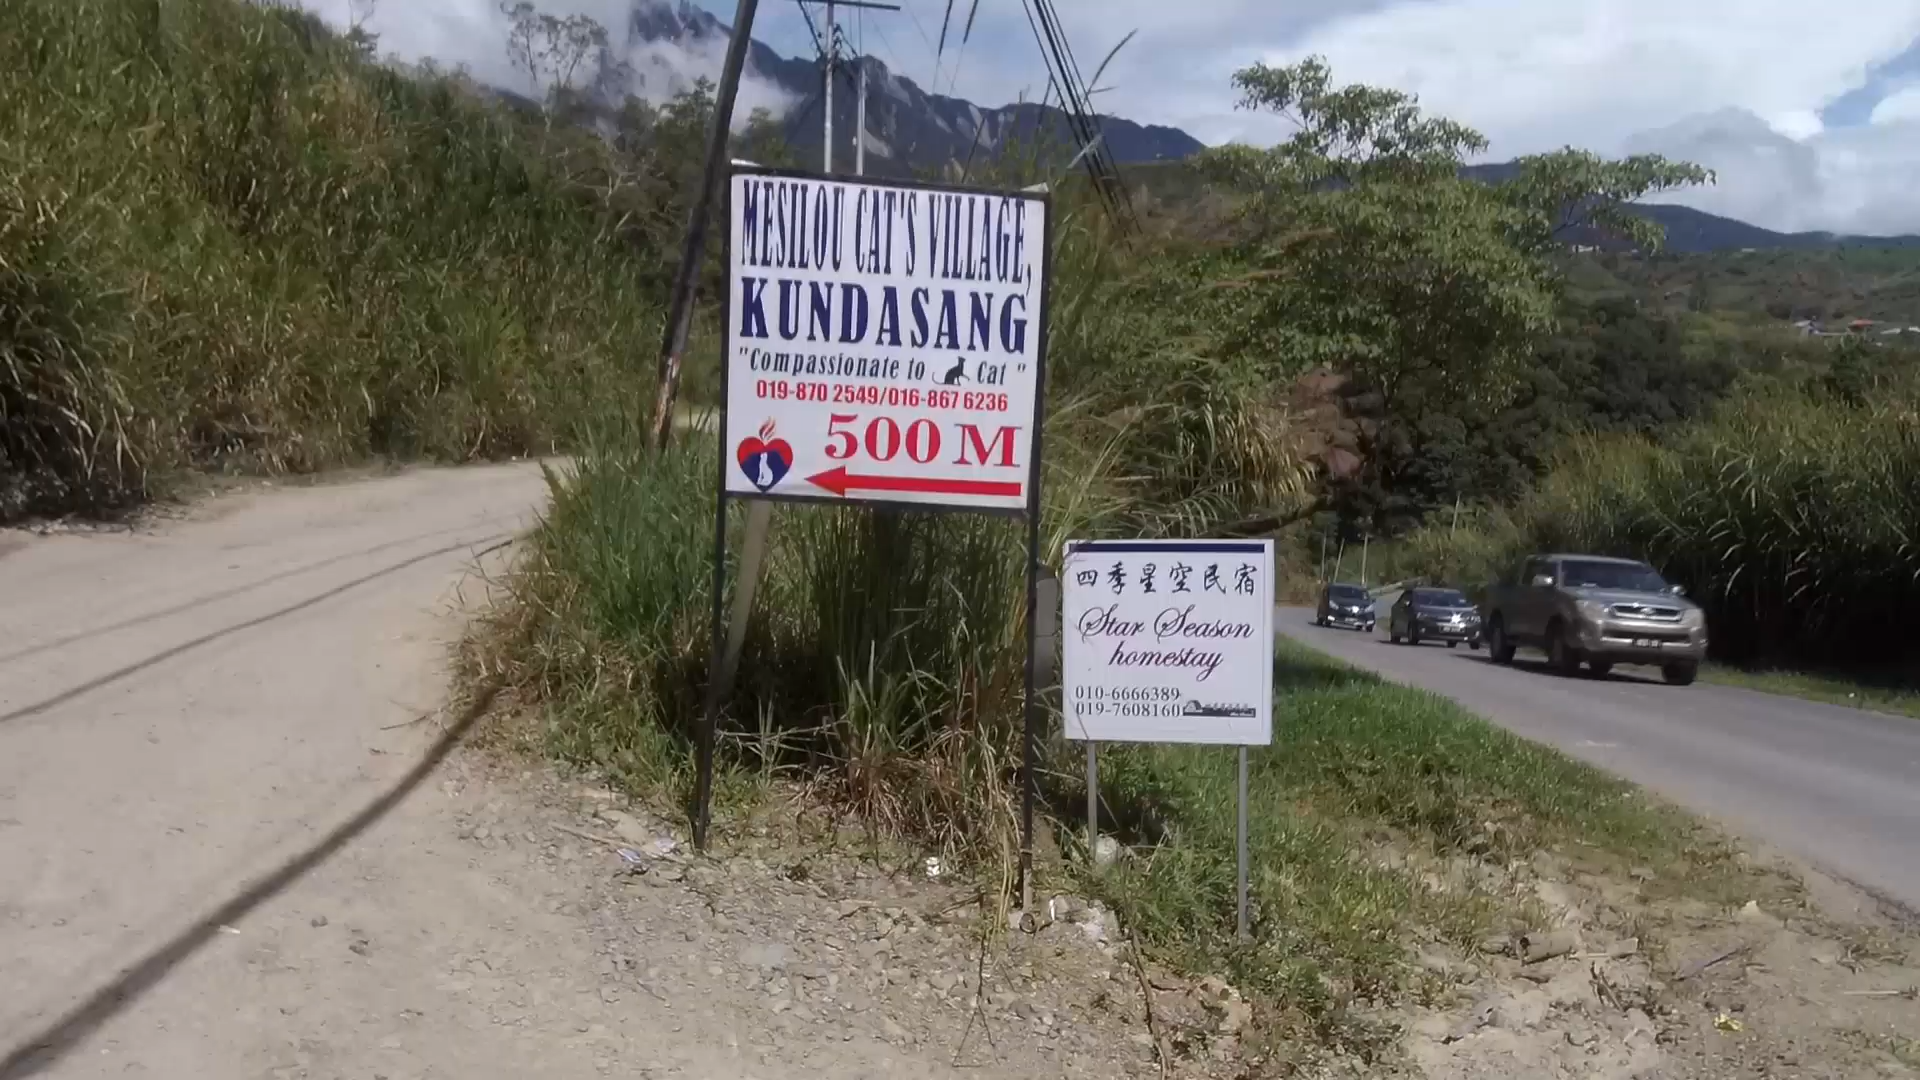 MESILOU CAT'S VILLAGE,
KUNDASANG
"Compassionate to Cat "
019-870 2549/016-867 6236
500 M
四季星空民宿
Star Season
homestay
010-6666389
019-7608160